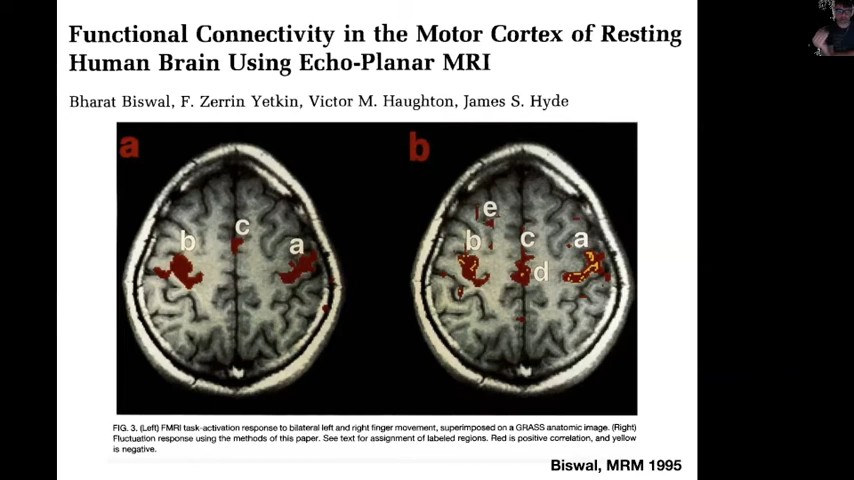 Functional Connectivity in the Motor Cortex of Resting
Human Brain Using Echo-Planar MRI
Bharat Biswal, F. Zerrin Yetkin, Victor M. Haughton, James S. Hyde
a
b
b
c
a
e
b
c
d
a
FIG. 3. (Left) FMRI task-activation response to bilateral left and right finger movement, superimposed on a GRASS anatomic image. (Right)
Fluctuation response using the methods of this paper. See text for assignment of labeled regions. Red is positive correlation, and yellow
is negative.
Biswal, MRM 1995